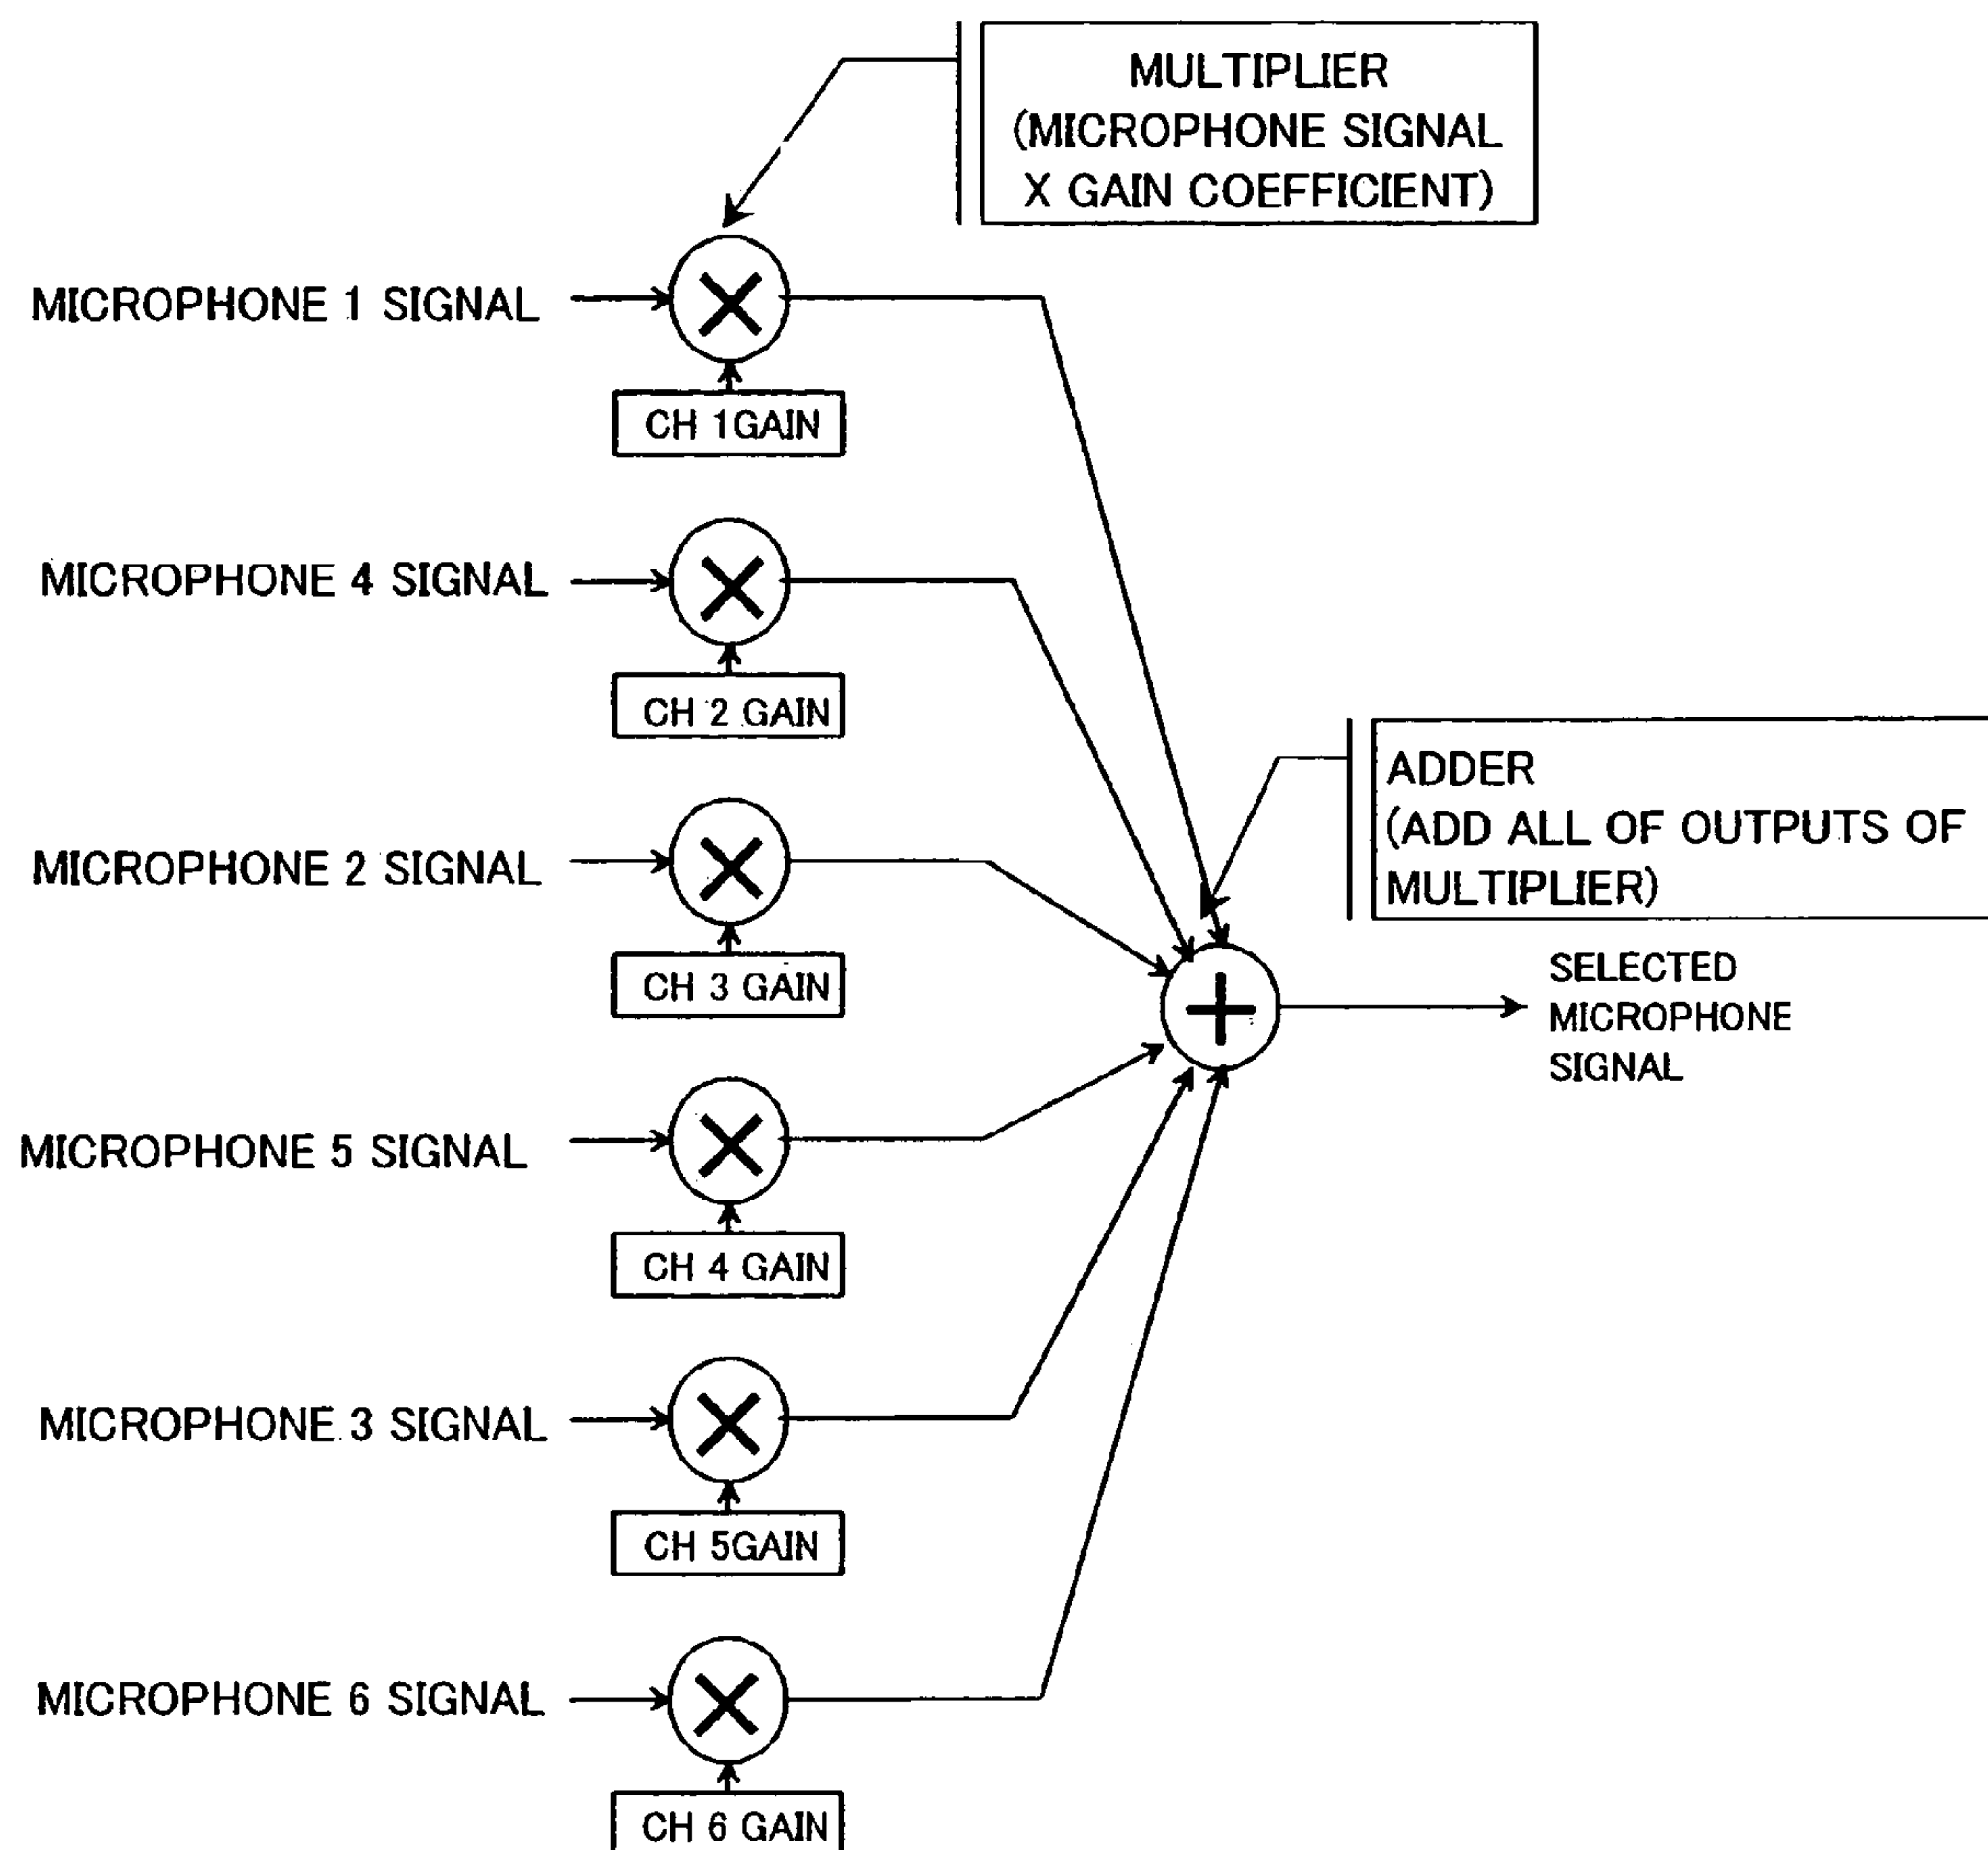 MULTIPLIER
(MICROPHONE SIGNAL
X GAIN COEFFICIENT)
MICROPHONE 1 SIGNAL
CH 1GAIN
MICROPHONE 4 SIGNAL
CH 2 GAIN
ADDER
(ADD ALL OF OUTPUTS OF
MULTIPLIER)
MICROPHONE 2 SIGNAL
CH 3 GAIN
SELECTED
MICROPHONE
SIGNAL
MICROPHONE 5 SIGNAL
CH 4 GAIN
MICROPHONE 3 SIGNAL
CH 5GAIN
MICROPHONE 6 SIGNAL
CH 6 GAIN